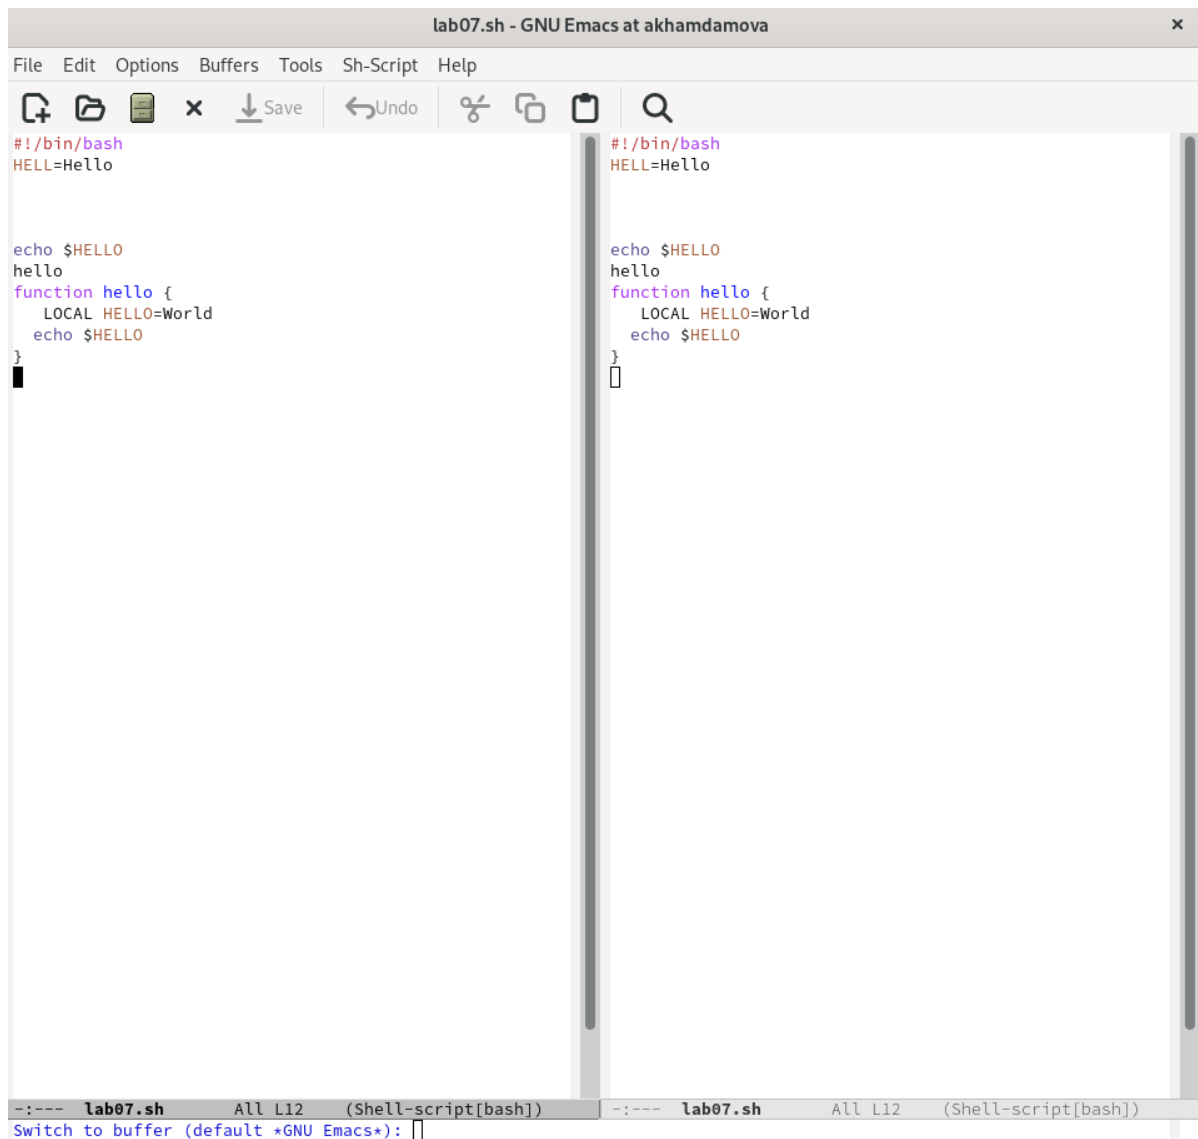 lab07.sh - GNU Emacs at akhamdamova
File Edit Options Buffers Tools Sh-Script Help
Save Undo
#!/bin/bash
HELL=Hello
echo $HELLO
hello
function hello {
   LOCAL HELLO=World
  echo $HELLO
}
#!/bin/bash
HELL=Hello
echo $HELLO
hello
function hello {
   LOCAL HELLO=World
  echo $HELLO
}
-:--- lab07.sh All L12 (Shell-script[bash])
-:--- lab07.sh All L12 (Shell-script[bash])
Switch to buffer (default *GNU Emacs*):